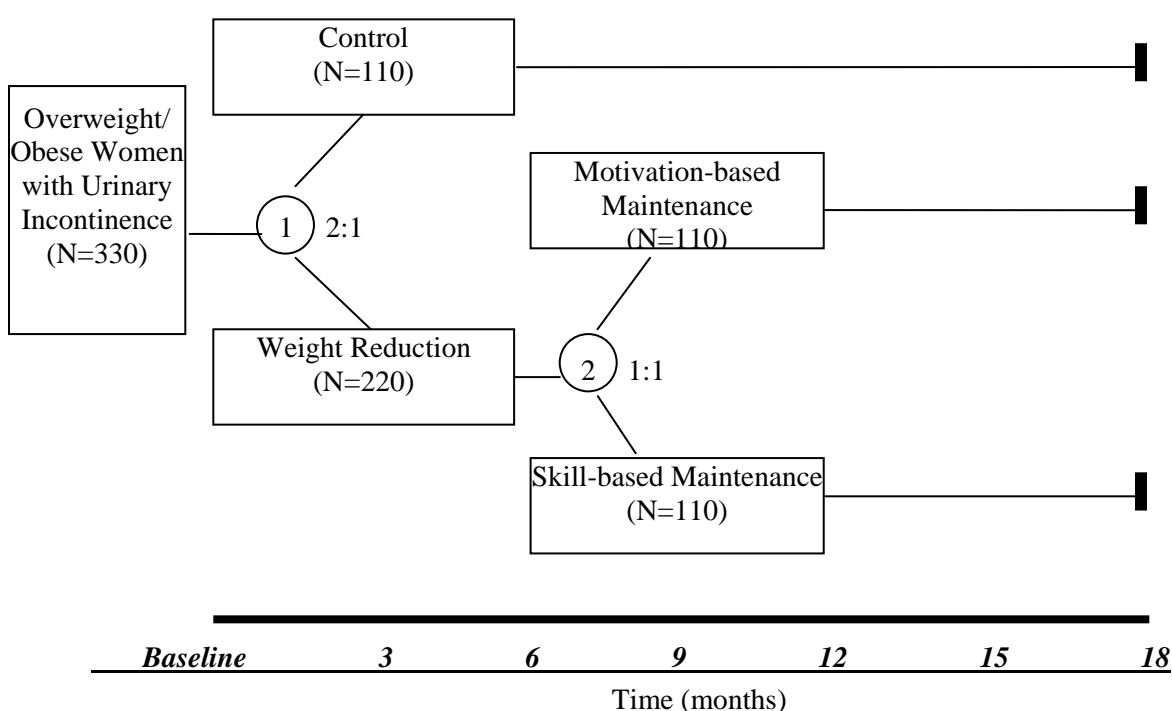 Control
(N=110)
Overweight/
Obese Women
with Urinary
Incontinence
(N=330)
1
2:1
Motivation-based
Maintenance
(N=110)
Weight Reduction
(N=220)
2
1:1
Skill-based Maintenance
(N=110)
Baseline 3 6 9 12 15 18
Time (months)